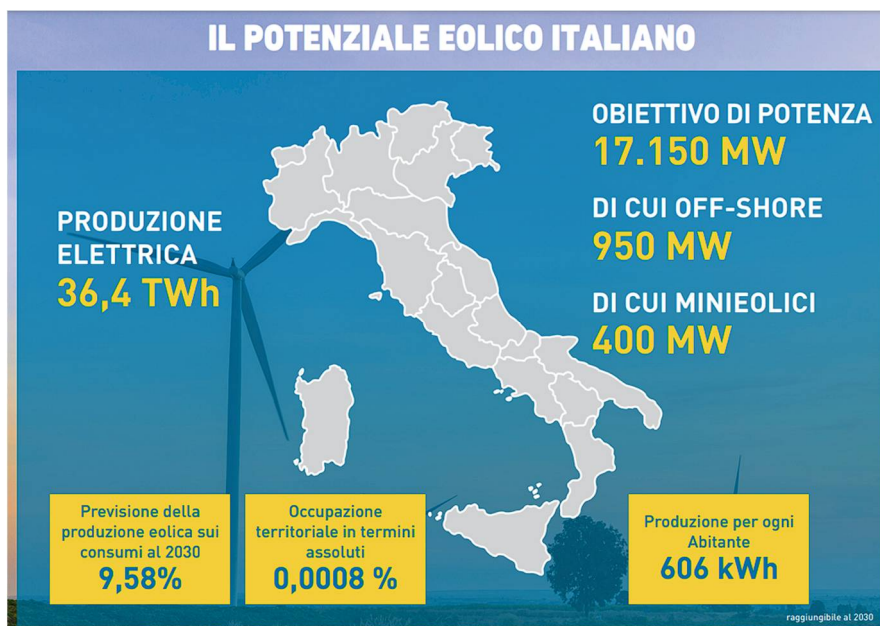 IL POTENZIALE EOLICO ITALIANO
OBIETTIVO DI POTENZA
17.150 MW
DI CUI OFF-SHORE
950 MW
DI CUI MINIEOLICI
400 MW
PRODUZIONE
ELETTRICA
36,4 TWh
Previsione della
produzione eolica sui
consumi al 2030
9,58%
Occupazione
territoriale in termini
assoluti
0,0008 %
Produzione per ogni
Abitante
606 kWh
raggiungibile al 2030